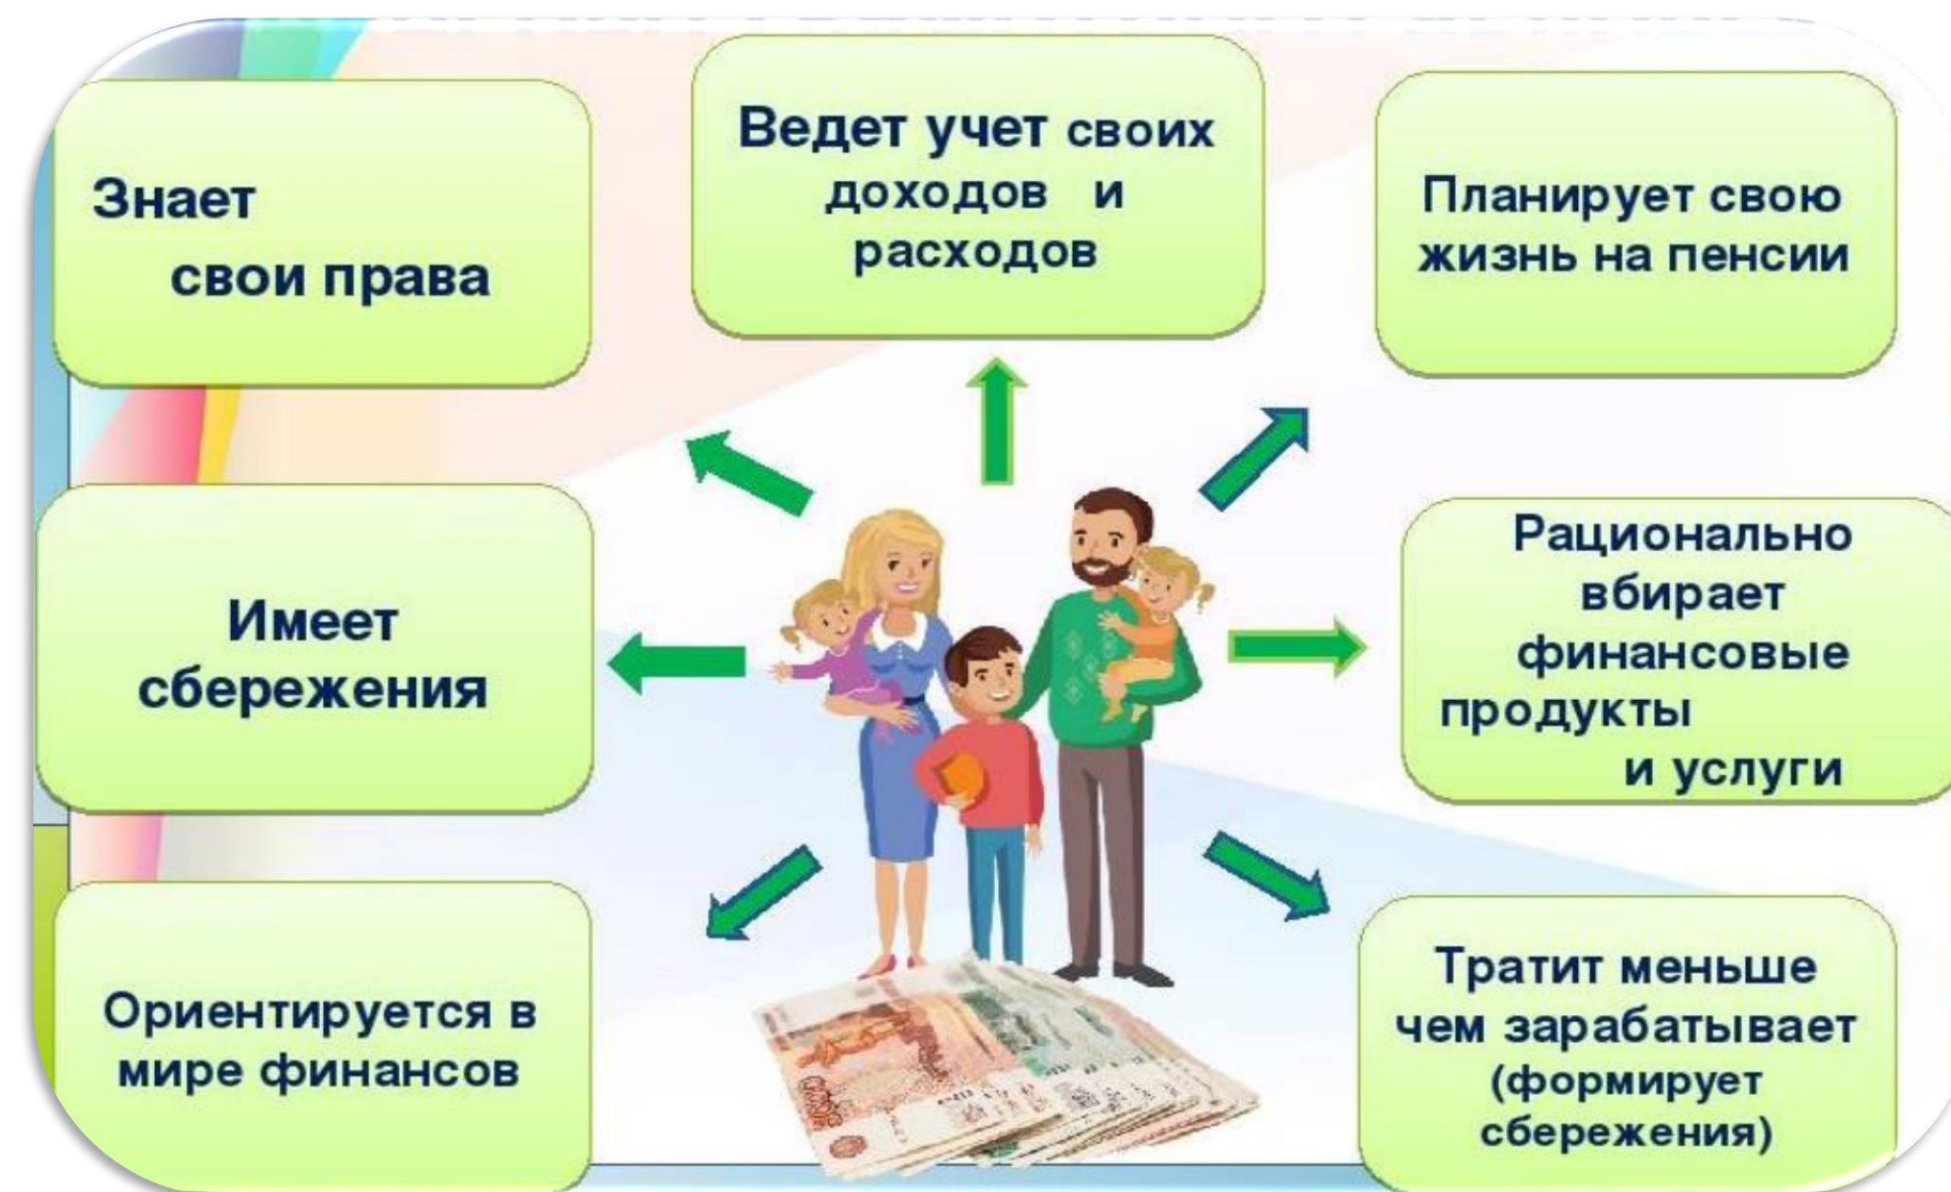 Знает
свои права
Ведет учет своих
доходов и
расходов
Планирует свою
жизнь на пенсии
Имеет
сбережения
Рационально
вбирает
финансовые
продукты
и услуги
Ориентируется в
мире финансов
Тратит меньше
чем зарабатывает
(формирует
сбережения)